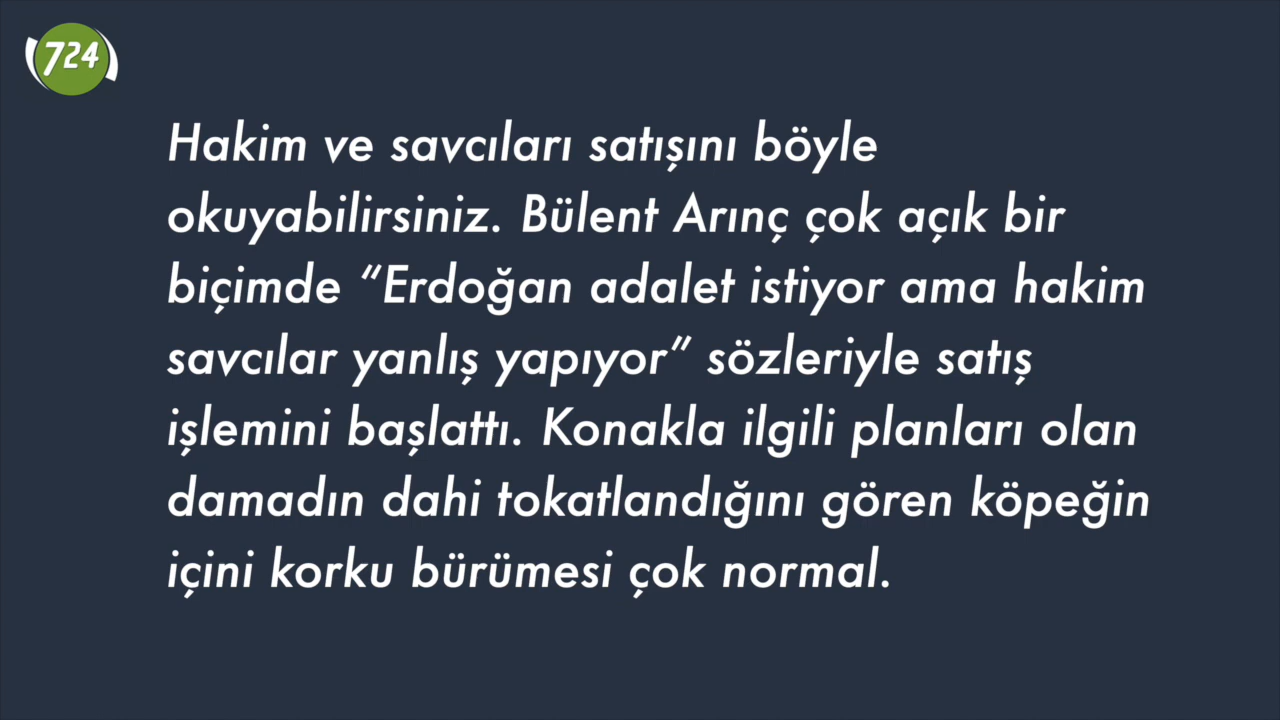 724
Hakim ve savcıları satışını böyle
okuyabilirsiniz. Bülent Arınç çok açık bir
biçimde “Erdoğan adalet istiyor ama hakim
savcılar yanlış yapıyor” sözleriyle satış
işlemini başlattı. Konakla ilgili planları olan
damadın dahi tokatlandığını gören köpeğin
içini korku bürümesi çok normal.